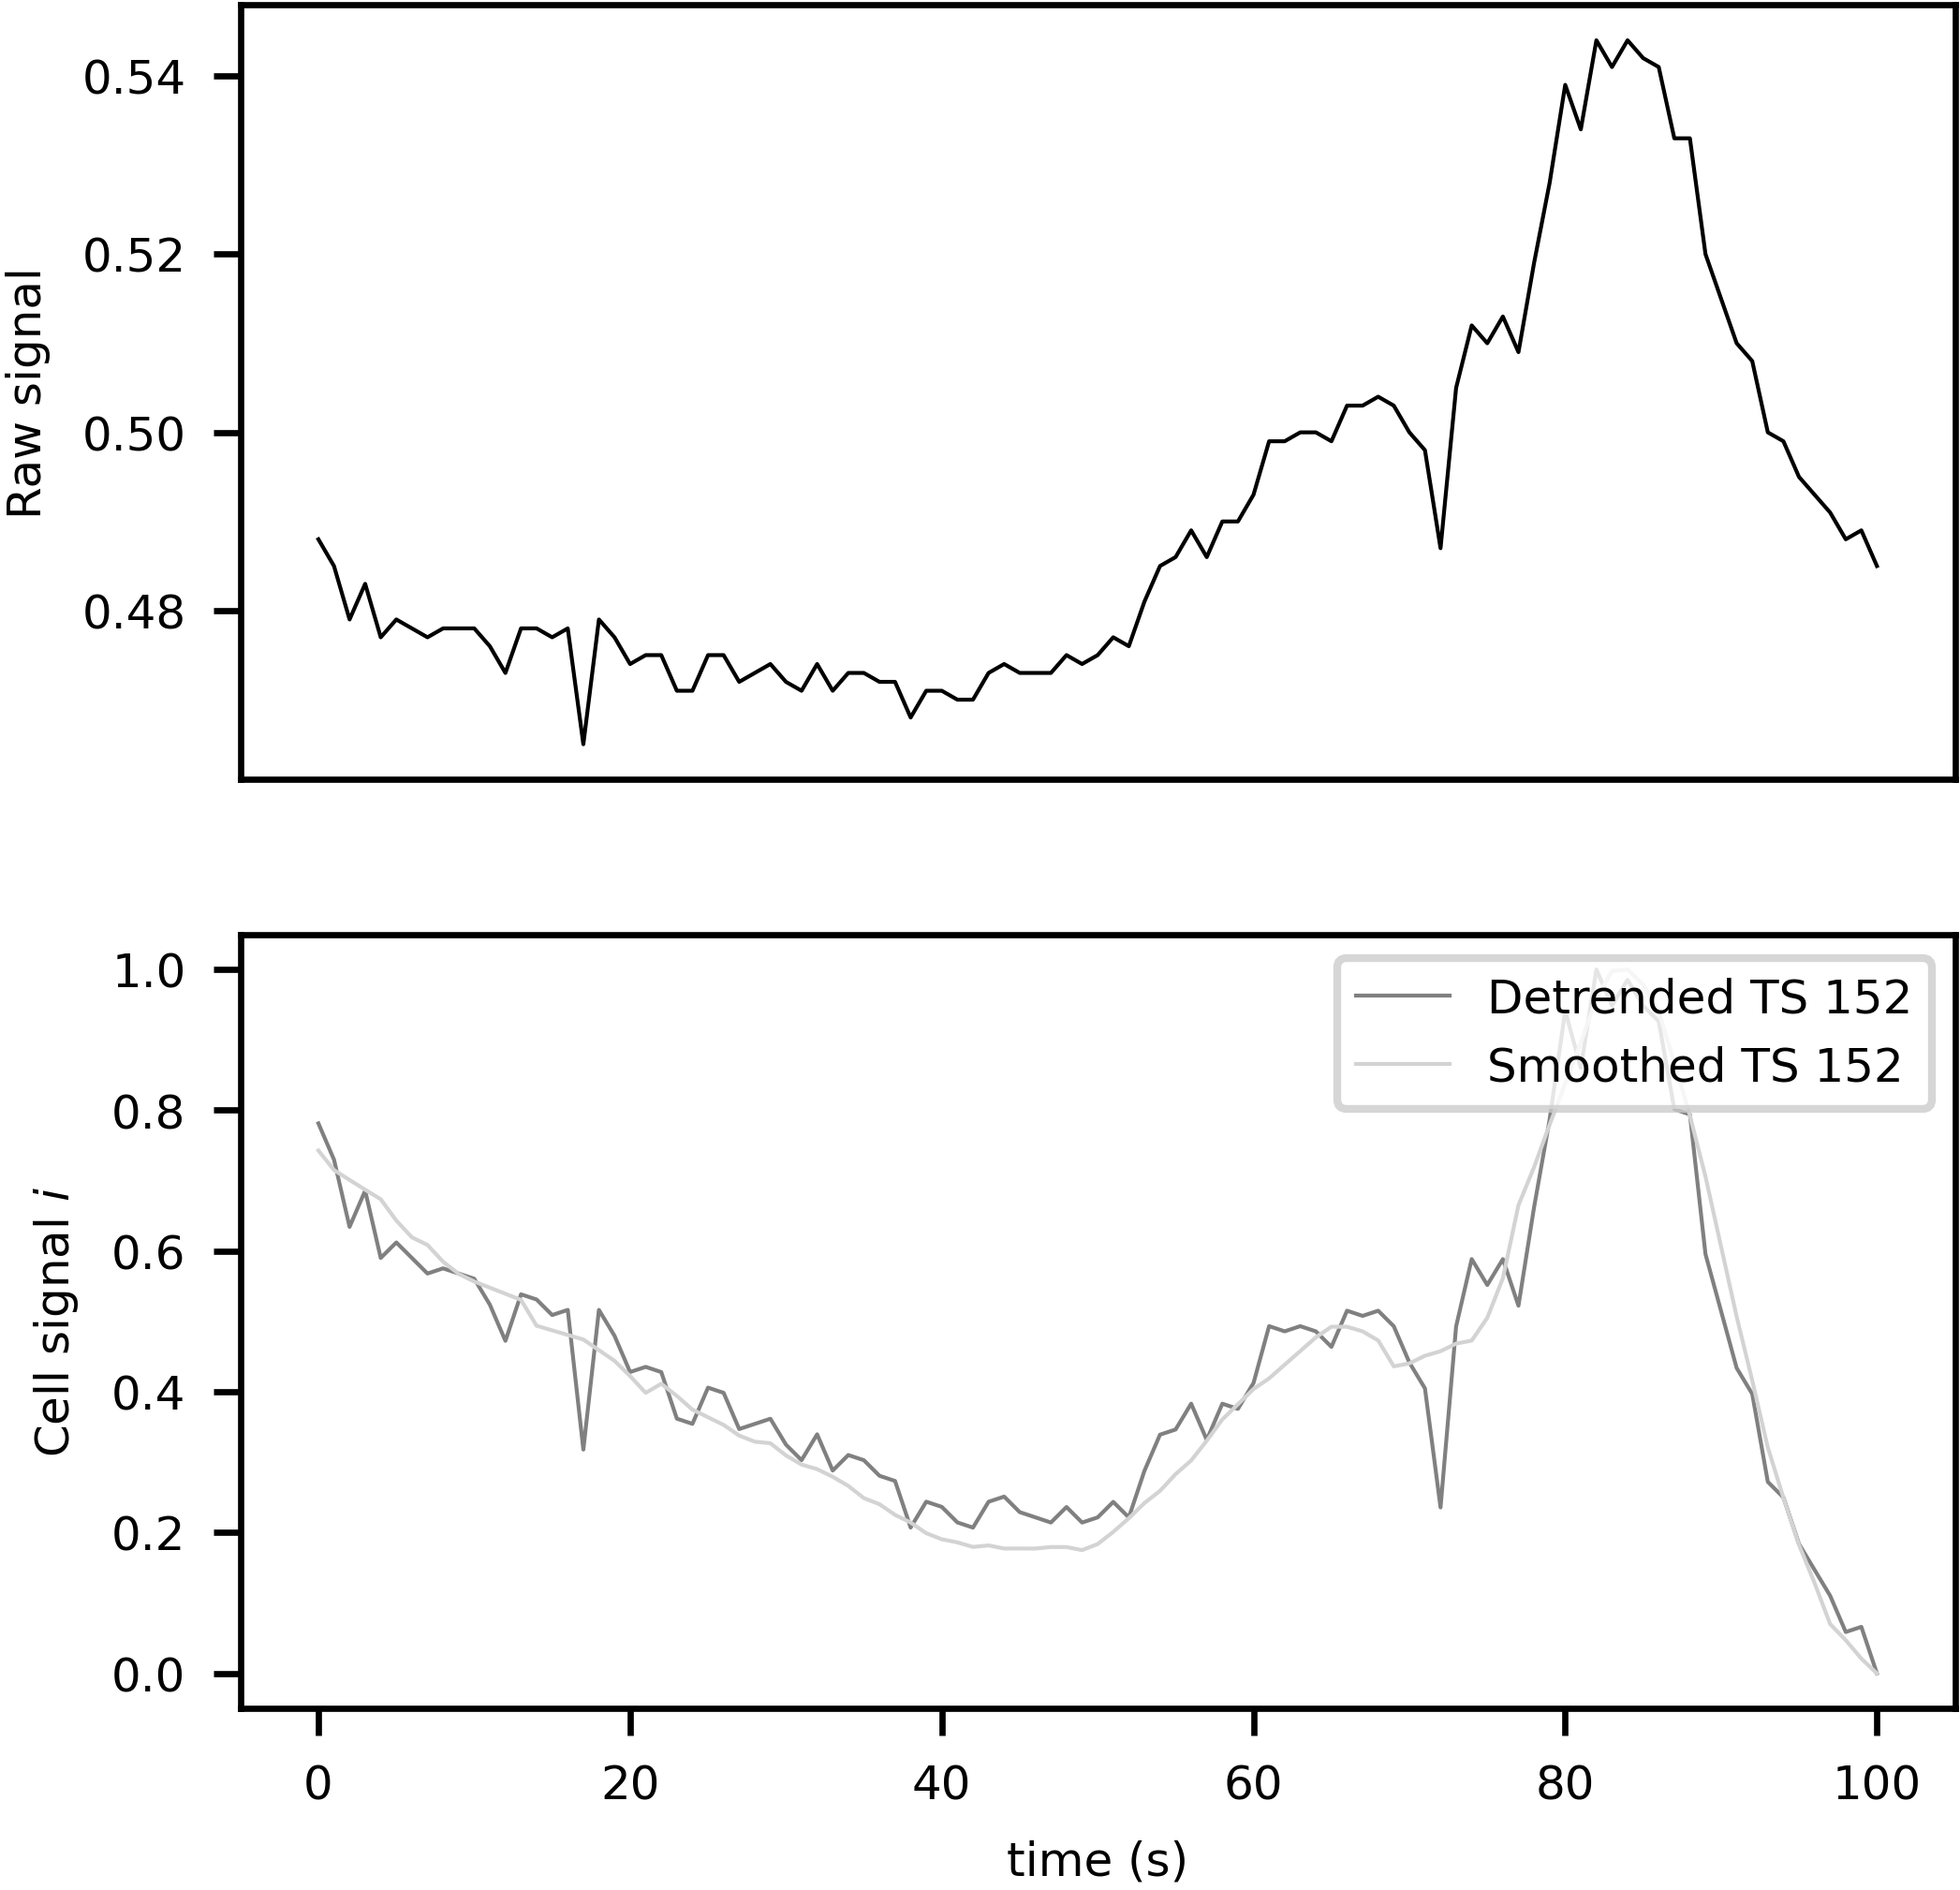 0.54
0.52
0.50
0.48
Raw signal
1.0
0.8
0.6
0.4
0.2
0.0
Cell signal i
Detrended TS 152
Smoothed TS 152
0 20 40 60 80 100
time (s)